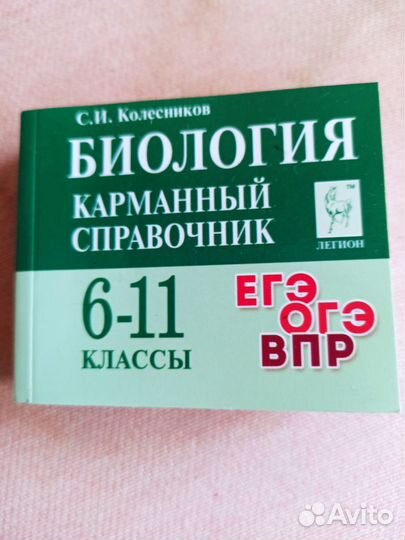 С.И. Колесников
БИОЛОГИЯ
КАРМАННЫЙ
СПРАВОЧНИК
TM
ЛЕГИОН
6-11
КЛАССЫ
ЕГЭ
ОГЭ
ВПР
Avito